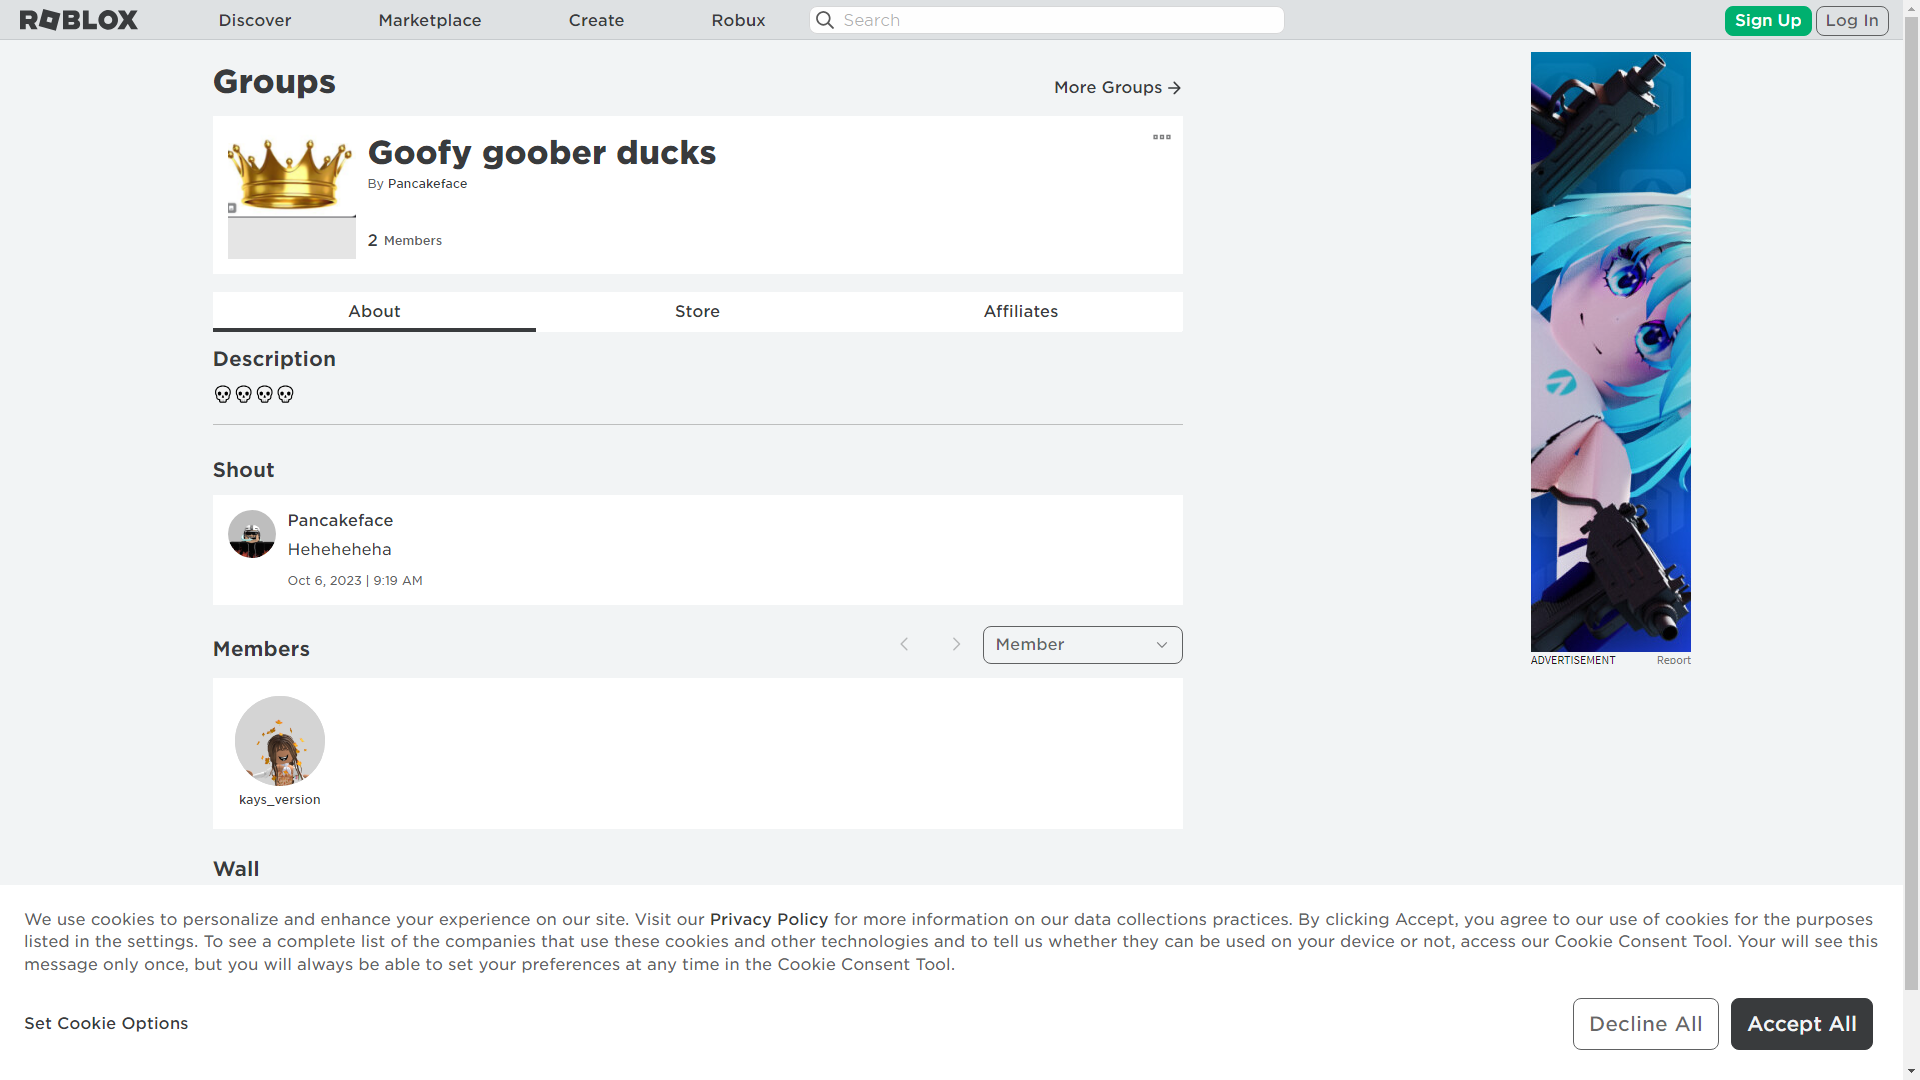 ROBLOX
Discover
Marketplace
Create
Robux
Search
Sign Up
Log In
Groups
More Groups
Goofy goober ducks
By Pancakeface
2 Members
About
Store
Affiliates
Description
💀💀💀💀
Shout
Pancakeface
Heheheheha
Oct 6, 2023 | 9:19 AM
Members
Member
kays_version
Wall
ADVERTISEMENT
Report
We use cookies to personalize and enhance your experience on our site. Visit our Privacy Policy for more information on our data collections practices. By clicking Accept, you agree to our use of cookies for the purposes
listed in the settings. To see a complete list of the companies that use these cookies and other technologies and to tell us whether they can be used on your device or not, access our Cookie Consent Tool. Your will see this
message only once, but you will always be able to set your preferences at any time in the Cookie Consent Tool.
Set Cookie Options
Decline All
Accept All